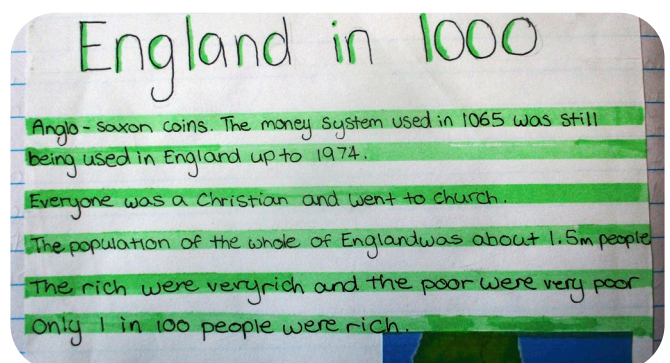 England in 1000
Anglo-saxon coins. The money system used in 1065 was still
being used in England up to 1974.
Everyone was a Christian and went to church.
The population of the whole of Englandwas about 1.5m people
The rich were veryrich and the poor were very poor
Only 1 in 100 people were rich.